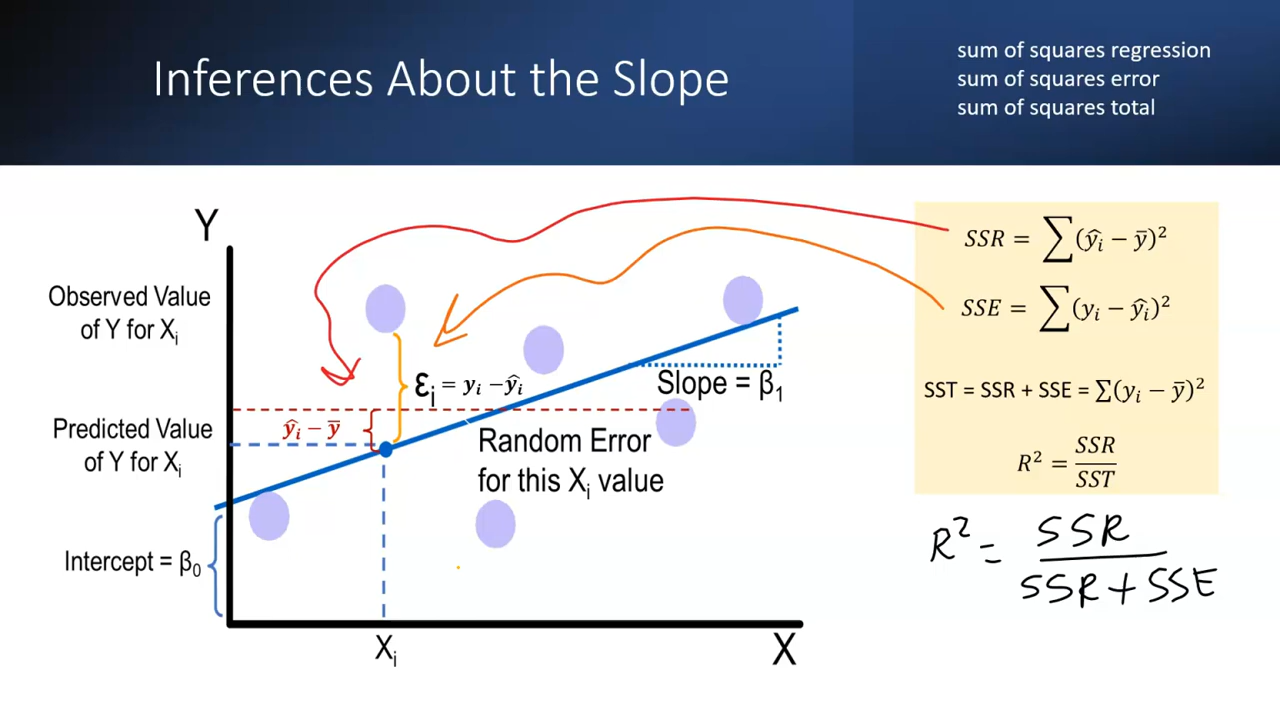 Inferences About the Slope
sum of squares regression
sum of squares error
sum of squares total
Y
Observed Value
of Y for Xᵢ
Predicted Value
of Y for Xᵢ
Intercept = β₀
ŷᵢ − ȳ
Ɛᵢ = yᵢ − ŷᵢ
Random Error
for this Xᵢ value
Slope = β₁
Xᵢ
X
SSR = ∑(ŷᵢ − ȳ)²
SSE = ∑(yᵢ − ŷᵢ)²
SST = SSR + SSE = ∑(yᵢ − ȳ)²
R² = SSR / SST
R² = SSR / SSR + SSE